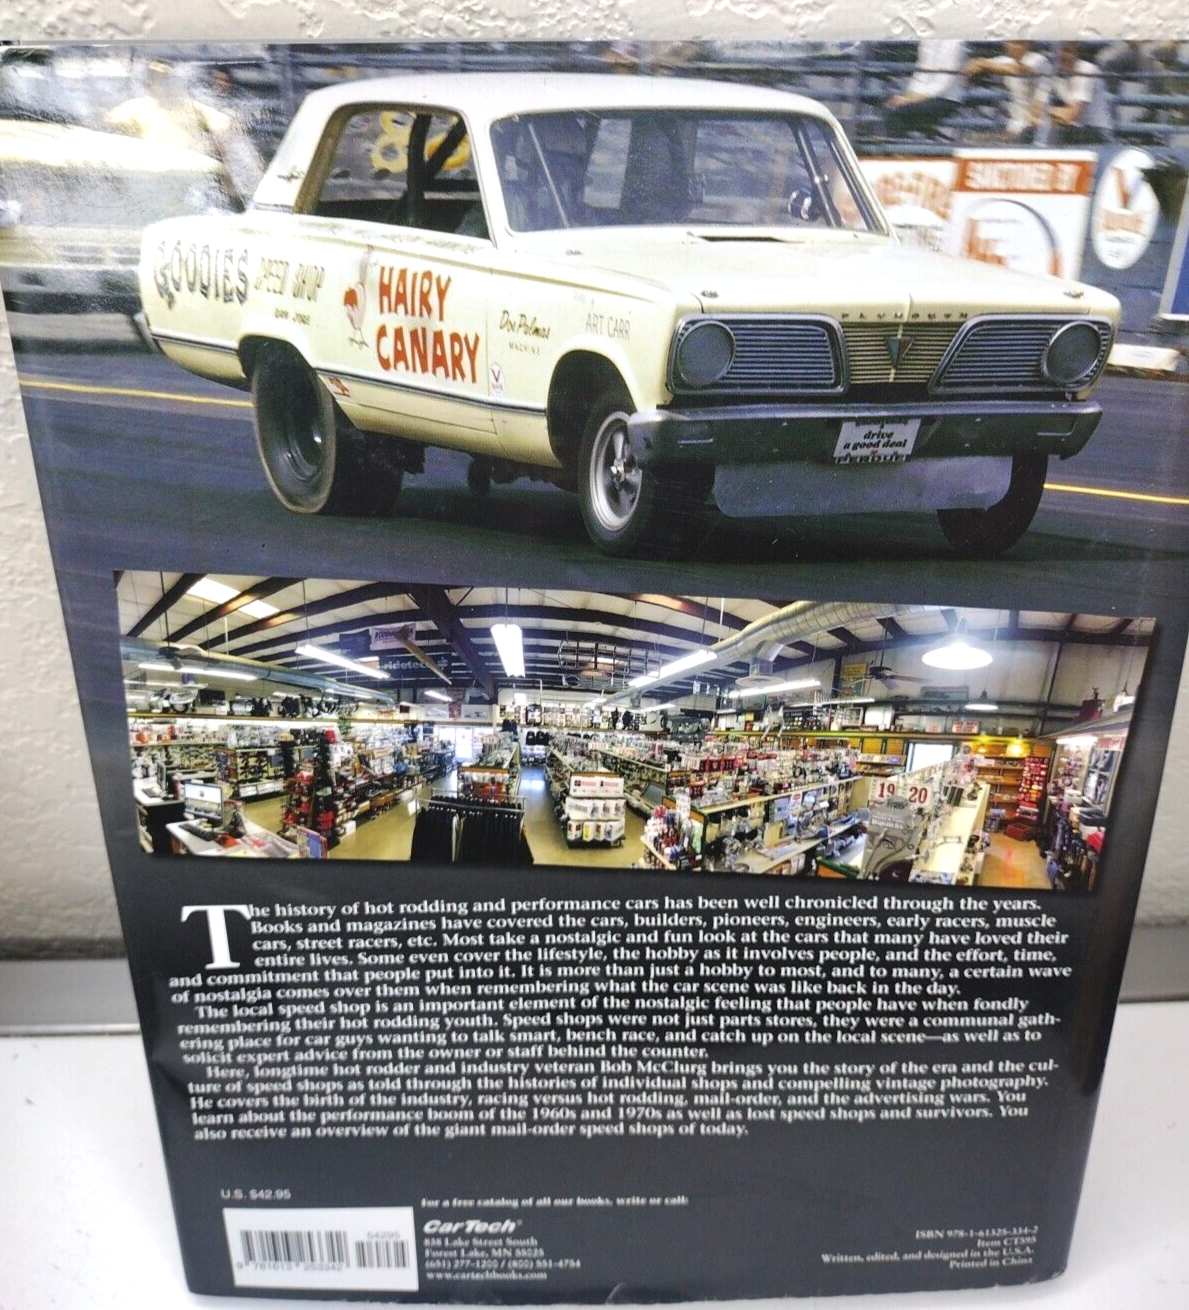 SANCTIONED BY
GOODIES SPEED SHOP
SAN JOSE
HAIRY
CANARY
Don Palmas
MACHINE
ART CARR
PLYMOUTH
drive
a good deal
PERDUE
ridetech
19 20
The history of hot rodding and performance cars has been well chronicled through the years.
Books and magazines have covered the cars, builders, pioneers, engineers, early racers, muscle
cars, street racers, etc. Most take a nostalgic and fun look at the cars that many have loved their
entire lives. Some even cover the lifestyle, the hobby as it involves people, and the effort, time,
and commitment that people put into it. It is more than just a hobby to most, and to many, a certain wave
of nostalgia comes over them when remembering what the car scene was like back in the day.
The local speed shop is an important element of the nostalgic feeling that people have when fondly
remembering their hot rodding youth. Speed shops were not just parts stores, they were a communal gath-
ering place for car guys wanting to talk smart, bench race, and catch up on the local scene—as well as to
solicit expert advice from the owner or staff behind the counter.
Here, longtime hot rodder and industry veteran Bob McClurg brings you the story of the era and the cul-
ture of speed shops as told through the histories of individual shops and compelling vintage photography.
He covers the birth of the industry, racing versus hot rodding, mail-order, and the advertising wars. You
learn about the performance boom of the 1960s and 1970s as well as lost speed shops and survivors. You
also receive an overview of the giant mail-order speed shops of today.
U.S. $42.95
54295
9 781613 253342
For a free catalog of all our books, write or call:
CarTech®
838 Lake Street South
Forest Lake, MN 55025
(651) 277-1200 / (800) 551-4754
www.cartechbooks.com
ISBN 978-1-61325-334-2
Item CT595
Written, edited, and designed in the U.S.A.
Printed in China